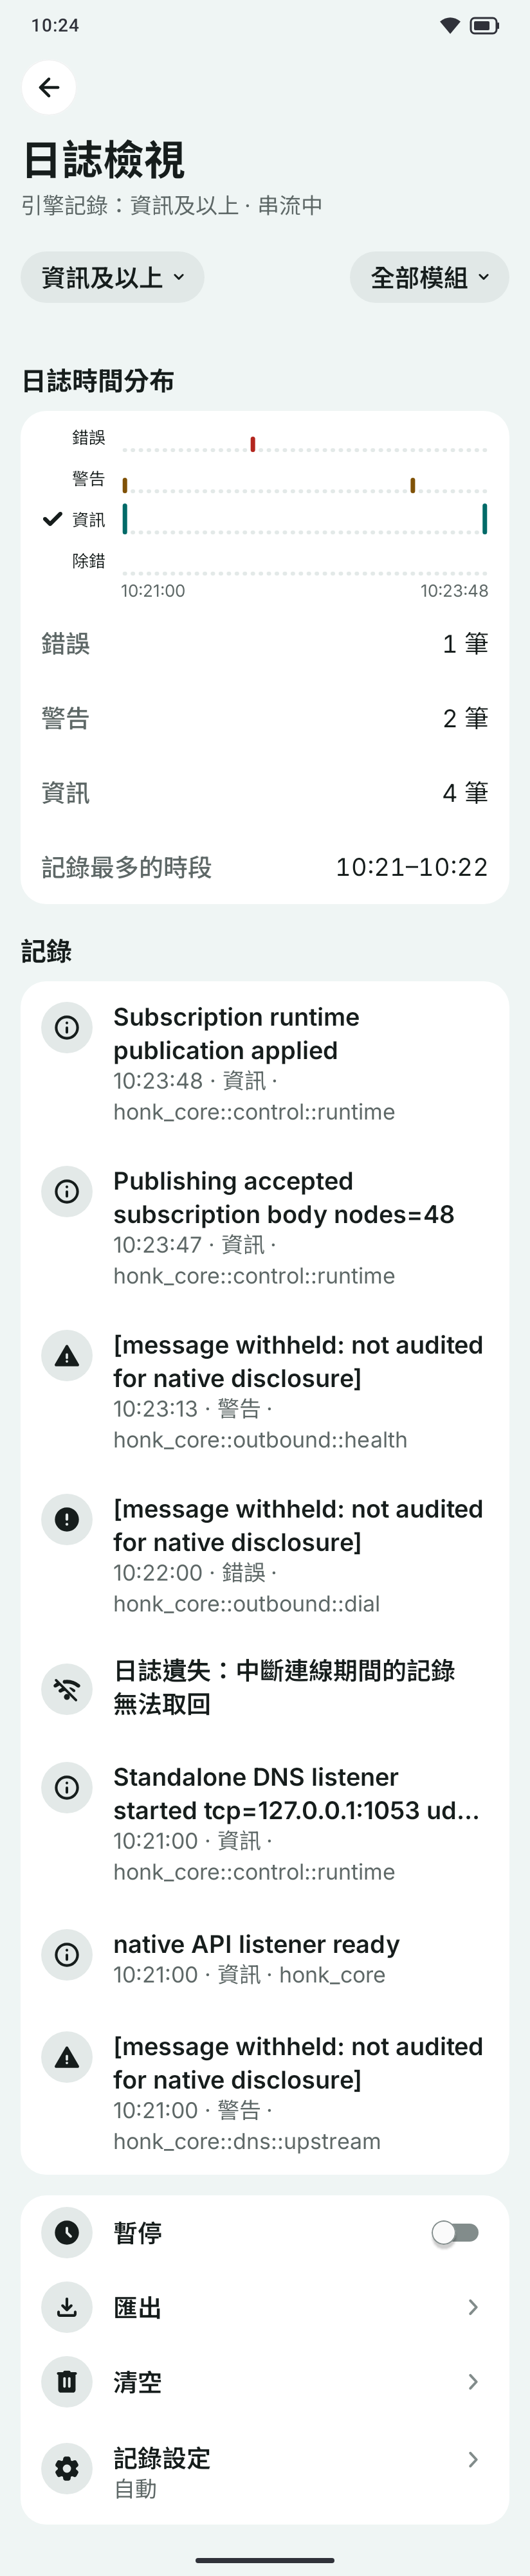 10:24
日誌檢視
引擎記錄：資訊及以上 · 串流中
資訊及以上
全部模組
日誌時間分布
錯誤
警告
資訊
除錯
10:21:00
10:23:48
錯誤
1 筆
警告
2 筆
資訊
4 筆
記錄最多的時段
10:21–10:22
記錄
Subscription runtime
publication applied
10:23:48 · 資訊 ·
honk_core::control::runtime
Publishing accepted
subscription body nodes=48
10:23:47 · 資訊 ·
honk_core::control::runtime
[message withheld: not audited
for native disclosure]
10:23:13 · 警告 ·
honk_core::outbound::health
[message withheld: not audited
for native disclosure]
10:22:00 · 錯誤 ·
honk_core::outbound::dial
日誌遺失：中斷連線期間的記錄
無法取回
Standalone DNS listener
started tcp=127.0.0.1:1053 ud…
10:21:00 · 資訊 ·
honk_core::control::runtime
native API listener ready
10:21:00 · 資訊 · honk_core
[message withheld: not audited
for native disclosure]
10:21:00 · 警告 ·
honk_core::dns::upstream
暫停
匯出
清空
記錄設定
自動